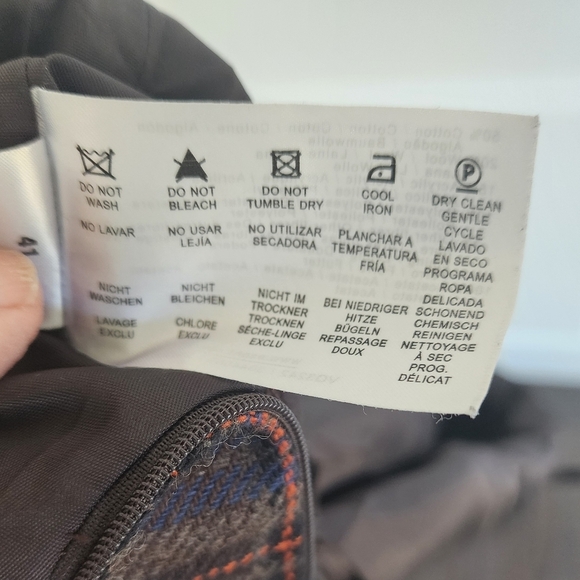 DO NOT
WASH
NO LAVAR
NICHT
WASCHEN
LAVAGE
EXCLU
DO NOT
BLEACH
NO USAR
LEJÍA
NICHT
BLEICHEN
CHLORE
EXCLU
DO NOT
TUMBLE DRY
NO UTILIZAR
SECADORA
NICHT IM
TROCKNER
TROCKNEN
SÈCHE-LINGE
EXCLU
COOL
IRON
PLANCHAR A
TEMPERATURA
FRÍA
BEI NIEDRIGER
HITZE
BÜGELN
REPASSAGE
DOUX
P
DRY CLEAN
GENTLE
CYCLE
LAVADO
EN SECO
PROGRAMA
ROPA
DELICADA
SCHONEND
CHEMISCH
REINIGEN
NETTOYAGE
À SEC
PROG.
DÉLICAT
41